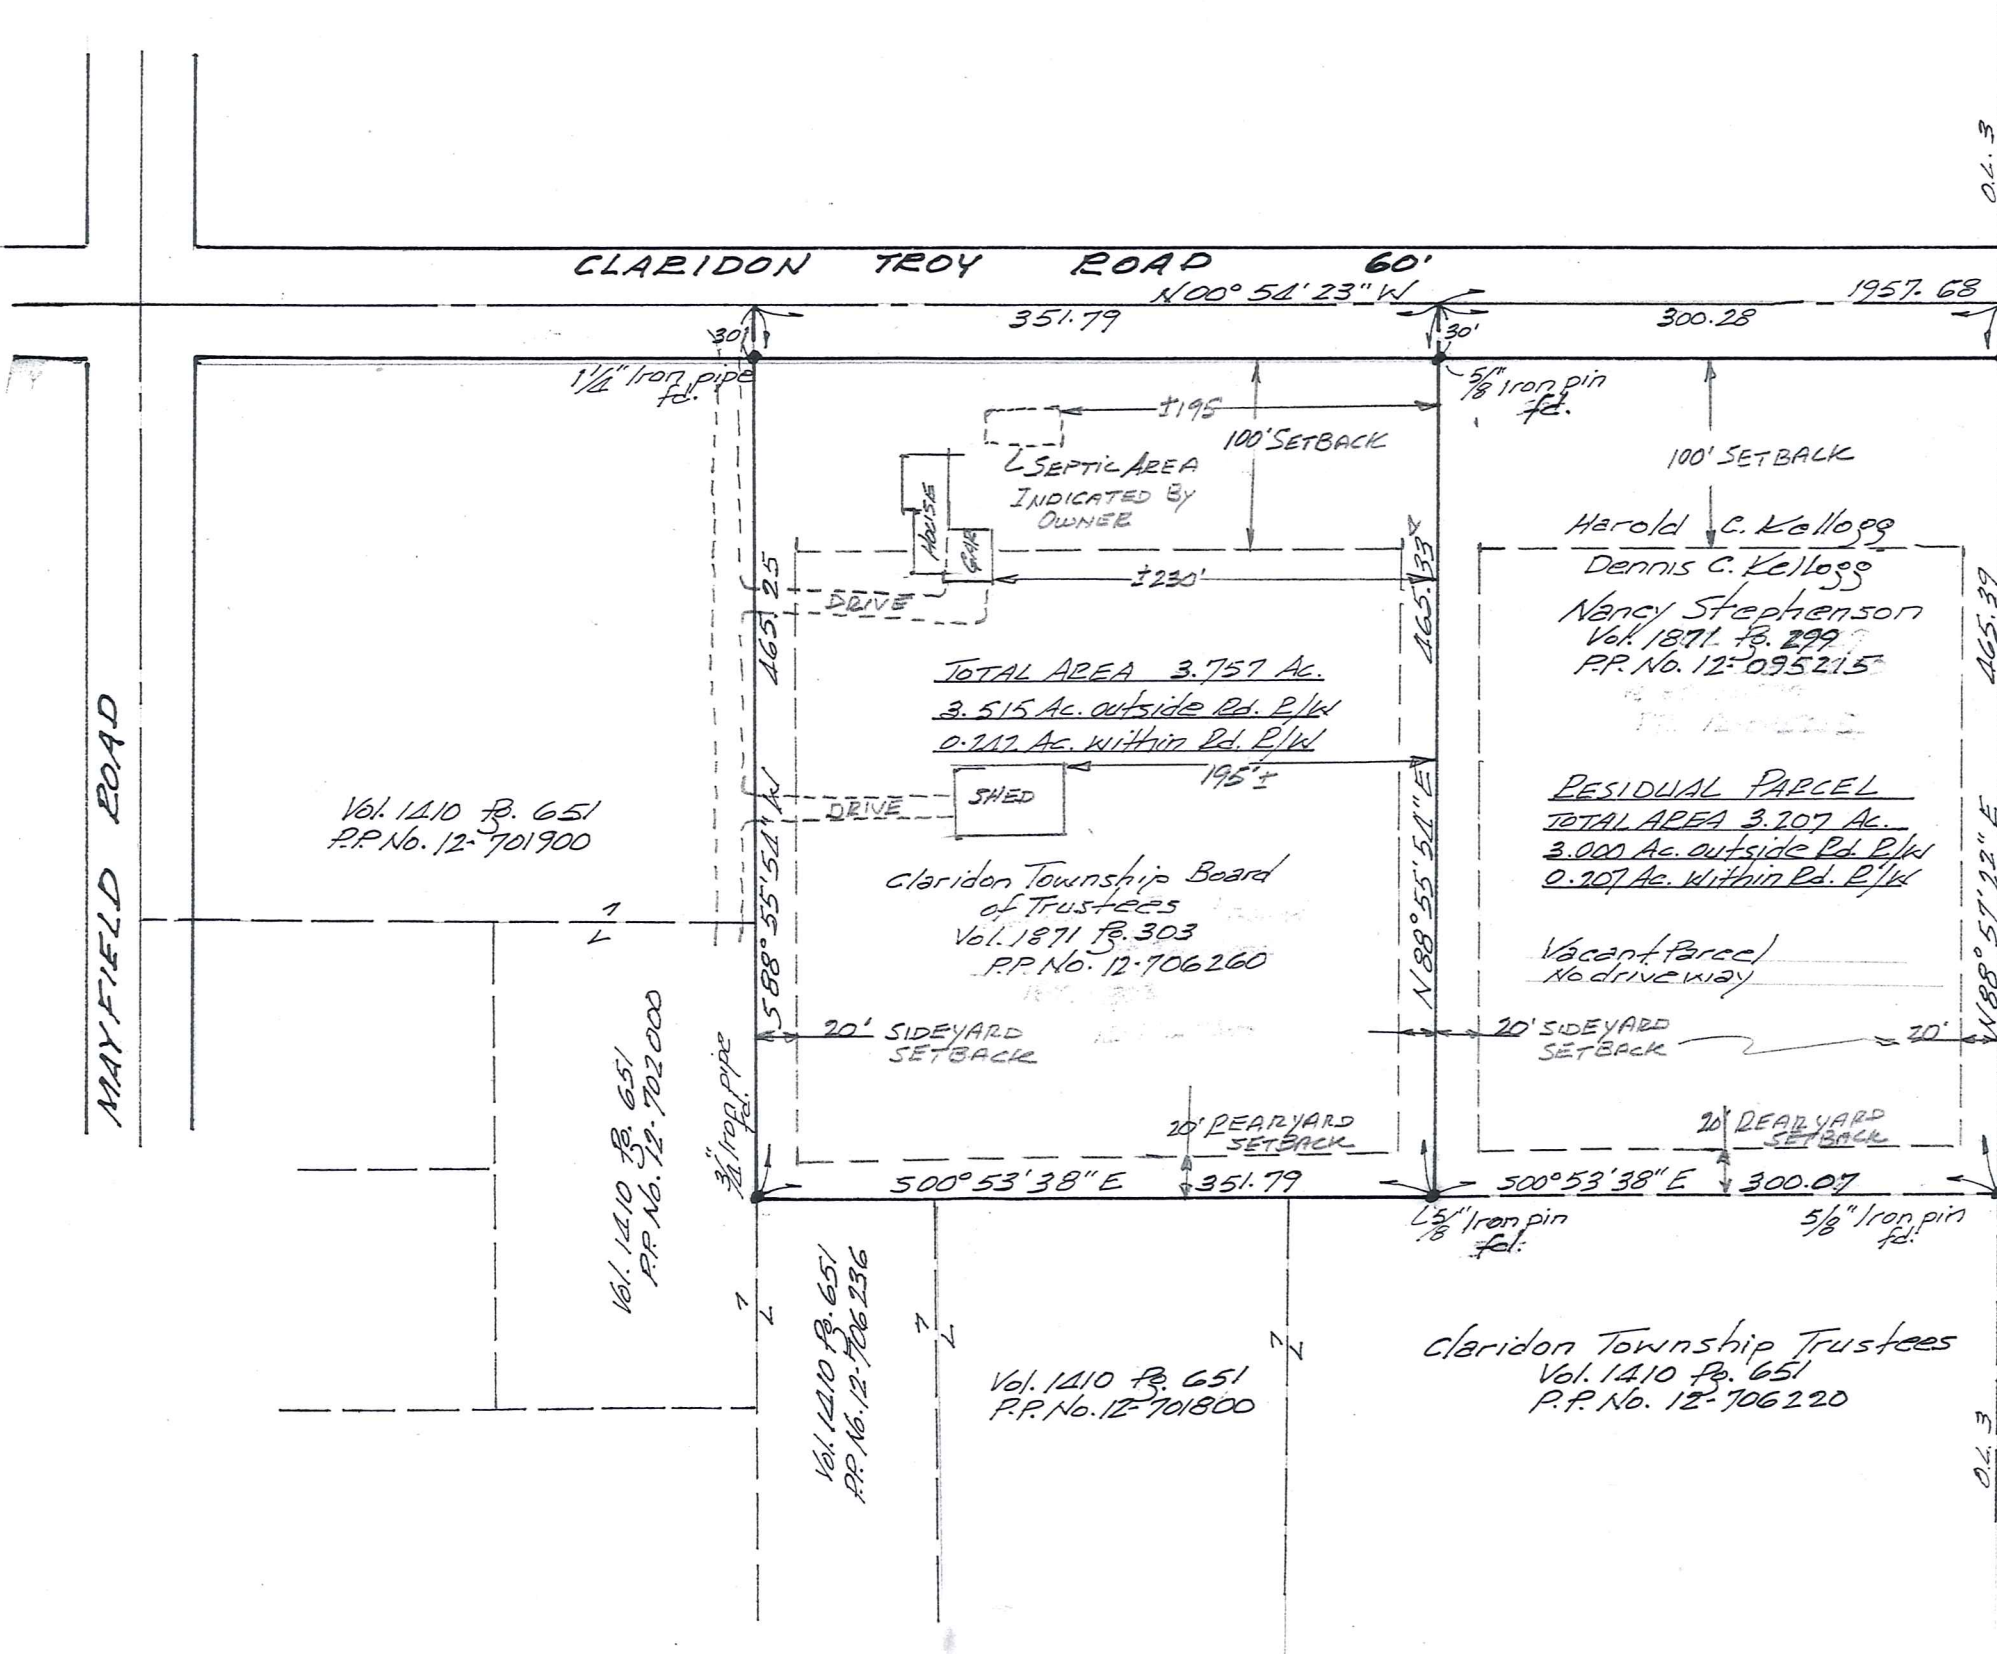 O.L. 3
CLARIDON TROY ROAD 60'
N00° 54' 23" W
1957.68
351.79
300.28
30'
30'
1 1/4" Iron pipe
fd.
5/8" Iron pin
fd.
±195
100' SETBACK
100' SETBACK
SEPTIC AREA
INDICATED BY
OWNER
HOUSE
GAR
±230'
DRIVE
465.25
465.33
465.39
Harold C. Kellogg
Dennis C. Kellogg
Nancy Stephenson
Vol. 1871 Pg. 299
P.P. No. 12-095215
TOTAL AREA 3.757 Ac.
3.515 Ac. outside Rd. R/W
0.242 Ac. within Rd. R/W
195'±
SHED
DRIVE
MAYFIELD ROAD
Vol. 1410 Pg. 651
P.P. No. 12-701900
S88° 55' 54" W
N88° 55' 54" E
N88° 57' 22" E
RESIDUAL PARCEL
TOTAL AREA 3.207 Ac.
3.000 Ac. outside Rd. R/W
0.207 Ac. within Rd. R/W
Vacant Parcel
No driveway
Claridon Township Board
of Trustees
Vol. 1871 Pg. 303
P.P. No. 12-706260
20' SIDEYARD
SETBACK
20' SIDEYARD
SETBACK
20'
20' REARYARD
SETBACK
20' REARYARD
SETBACK
3/4" Iron pipe
fd.
Vol. 1410 Pg. 651
P.P. No. 12-702000
S00° 53' 38" E 351.79
S00° 53' 38" E 300.07
5/8" Iron pin
fd.
5/8" Iron pin
fd.
Vol. 1410 Pg. 651
P.P. No. 12-706236
Vol. 1410 Pg. 651
P.P. No. 12-701800
Claridon Township Trustees
Vol. 1410 Pg. 651
P.P. No. 12-706220
O.L. 3